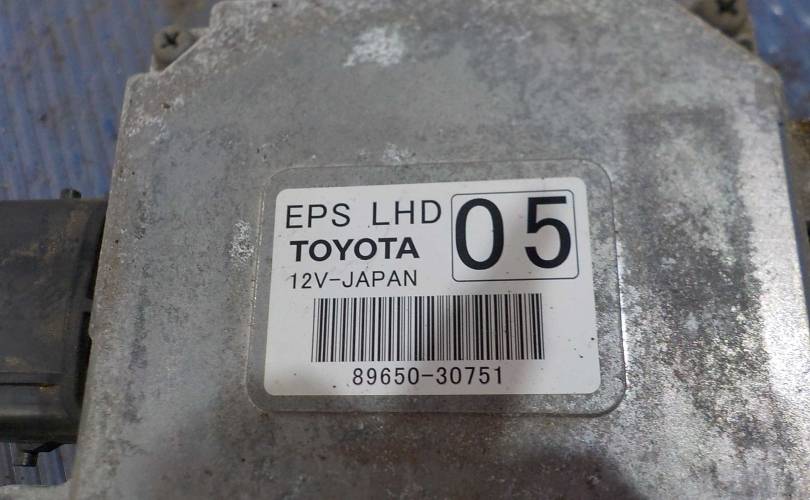 EPS LHD 05
TOYOTA
12V-JAPAN
89650-30751